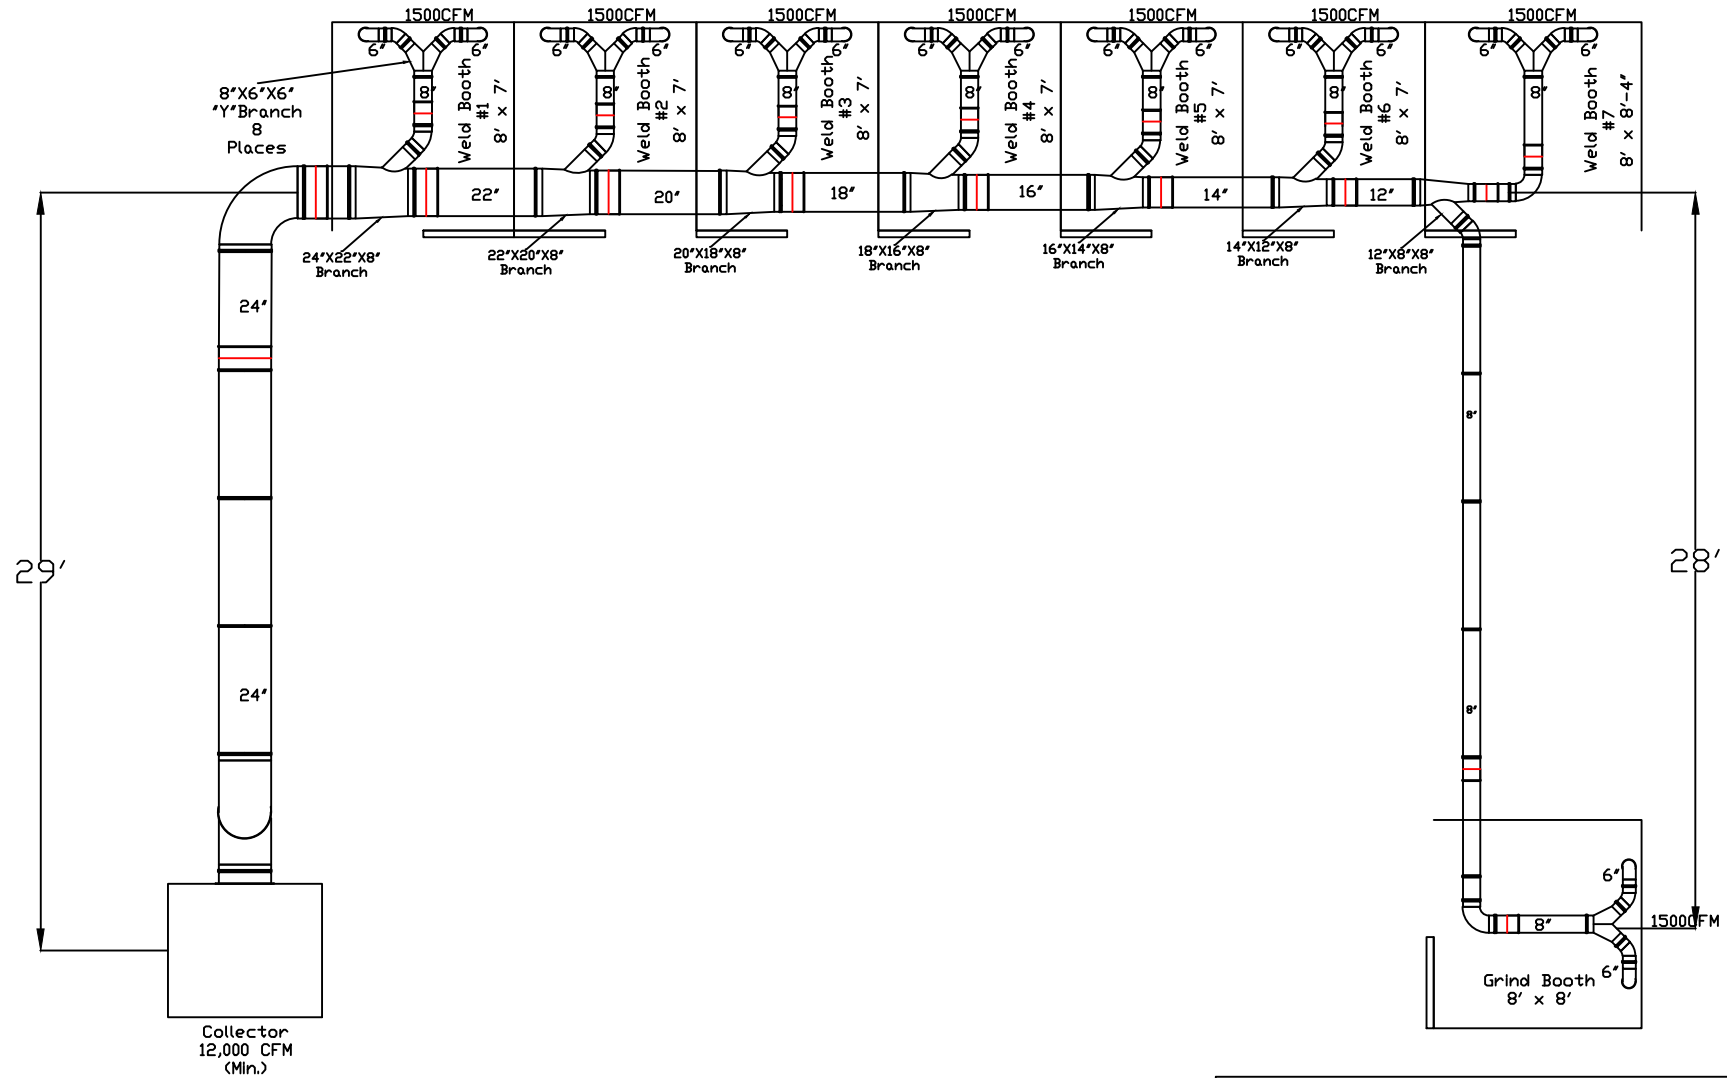 1500CFM
1500CFM
1500CFM
1500CFM
1500CFM
1500CFM
1500CFM
6"
6"
6"
6"
6"
6"
6"
6"
6"
6"
6"
6"
6"
6"
8"X6"X6"
"Y"Branch
8
Places
8"
8"
8"
8"
8"
8"
8"
Weld Booth
#1
8' x 7'
Weld Booth
#2
8' x 7'
Weld Booth
#3
8' x 7'
Weld Booth
#4
8' x 7'
Weld Booth
#5
8' x 7'
Weld Booth
#6
8' x 7'
Weld Booth
#7
8' x 8'-4"
22"
20"
18"
16"
14"
12"
24"X22"X8"
Branch
22"X20"X8"
Branch
20"X18"X8"
Branch
18"X16"X8"
Branch
16"X14"X8"
Branch
14"X12"X8"
Branch
12"X8"X8"
Branch
24"
8"
29'
28'
24"
8"
6"
1500CFM
8"
6"
Grind Booth
8' x 8'
Collector
12,000 CFM
(Min.)